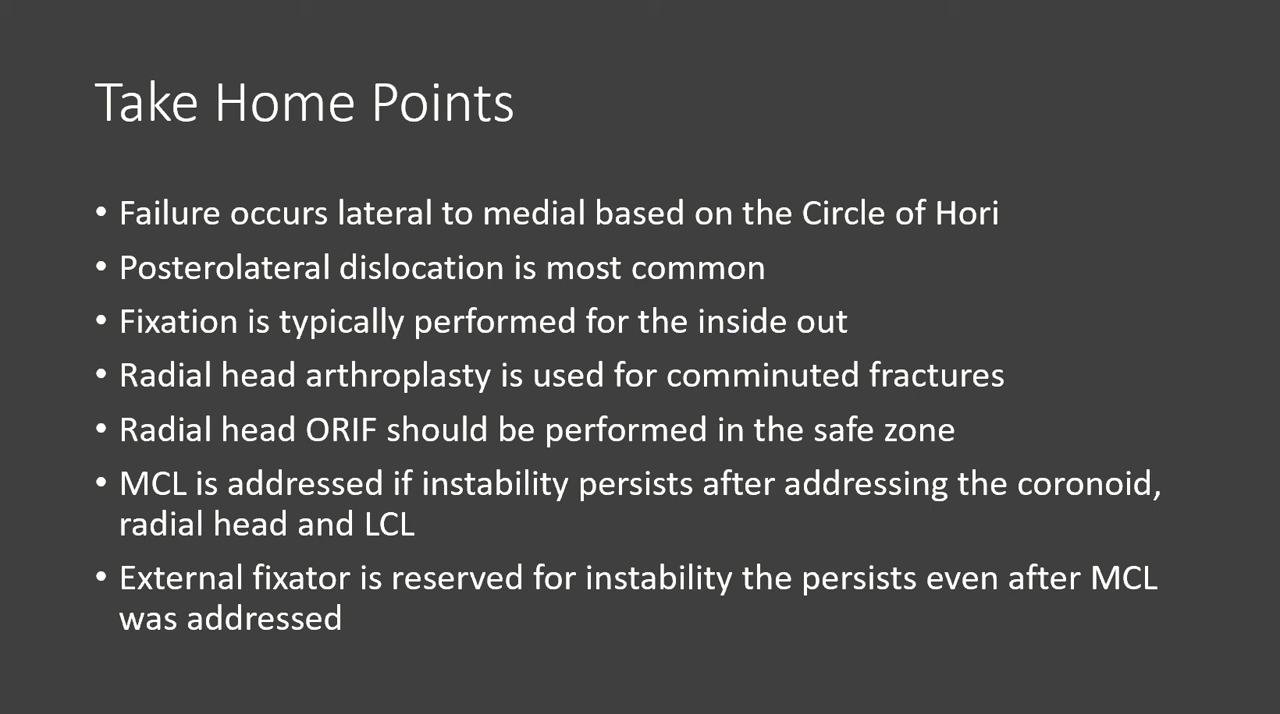 Take Home Points
• Failure occurs lateral to medial based on the Circle of Hori
• Posterolateral dislocation is most common
• Fixation is typically performed for the inside out
• Radial head arthroplasty is used for comminuted fractures
• Radial head ORIF should be performed in the safe zone
• MCL is addressed if instability persists after addressing the coronoid,
radial head and LCL
• External fixator is reserved for instability the persists even after MCL
was addressed